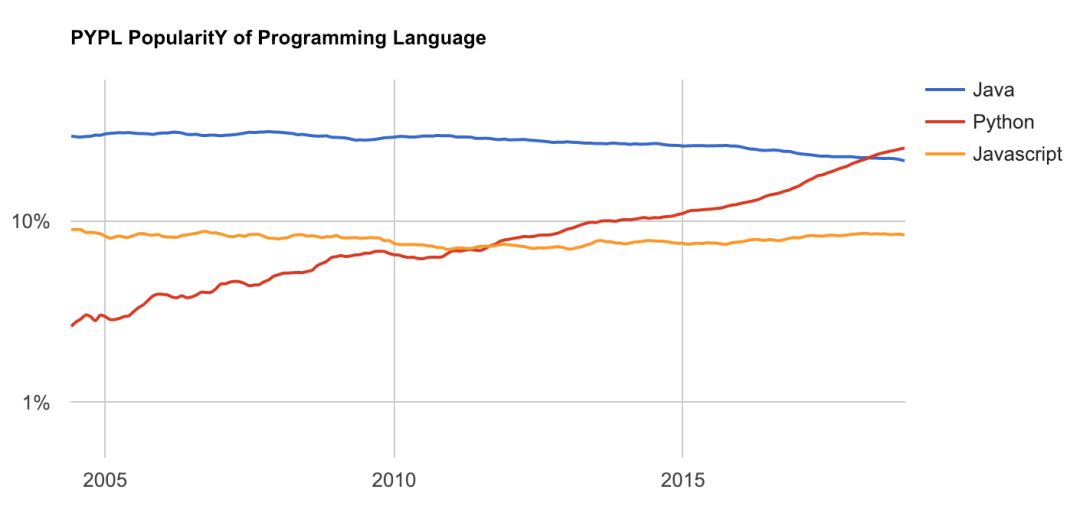 PYPL PopularitY of Programming Language
Java
Python
Javascript
10%
1%
2005 2010 2015